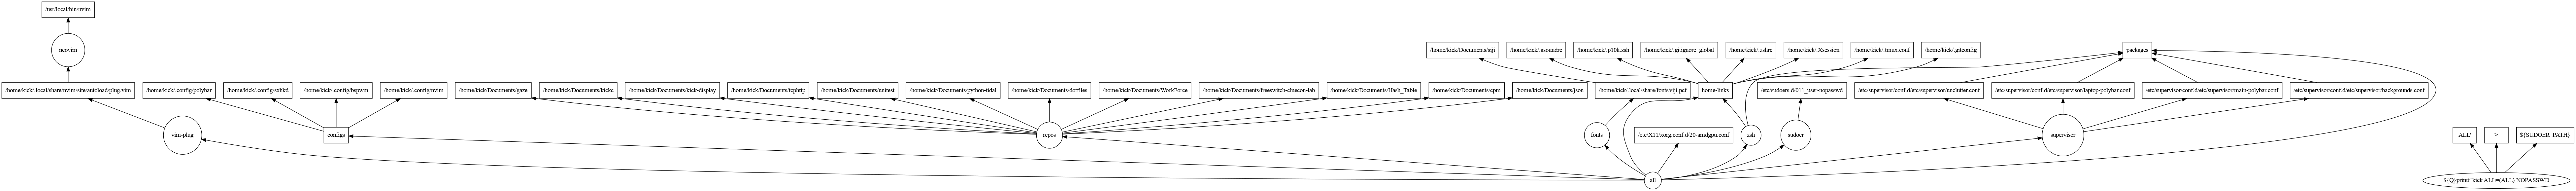 /usr/local/bin/nvim
neovim
/home/kick/Documents/siji
/home/kick/.asoundrc
/home/kick/.p10k.zsh
/home/kick/.gitignore_global
/home/kick/.zshrc
/home/kick/.Xsession
/home/kick/.tmux.conf
/home/kick/.gitconfig
packages
/home/kick/.local/share/nvim/site/autoload/plug.vim
/home/kick/.config/polybar
/home/kick/.config/sxhkd
/home/kick/.config/bspwm
/home/kick/.config/nvim
/home/kick/Documents/gaze
/home/kick/Documents/kickc
/home/kick/Documents/kick-display
/home/kick/Documents/tcphttp
/home/kick/Documents/unitest
/home/kick/Documents/python-tidal
/home/kick/Documents/dotfiles
/home/kick/Documents/WorkForce
/home/kick/Documents/freeswitch-cluecon-lab
/home/kick/Documents/Hash_Table
/home/kick/Documents/cpm
/home/kick/Documents/json
/home/kick/.local/share/fonts/siji.pcf
home-links
/etc/sudoers.d/011_user-nopasswd
/etc/supervisor/conf.d/etc/supervisor/unclutter.conf
/etc/supervisor/conf.d/etc/supervisor/laptop-polybar.conf
/etc/supervisor/conf.d/etc/supervisor/main-polybar.conf
/etc/supervisor/conf.d/etc/supervisor/backgrounds.conf
vim-plug
configs
repos
fonts
/etc/X11/xorg.conf.d/20-amdgpu.conf
zsh
sudoer
supervisor
ALL'
>
${SUDOER_PATH}
all
${Q}printf 'kick ALL=(ALL) NOPASSWD